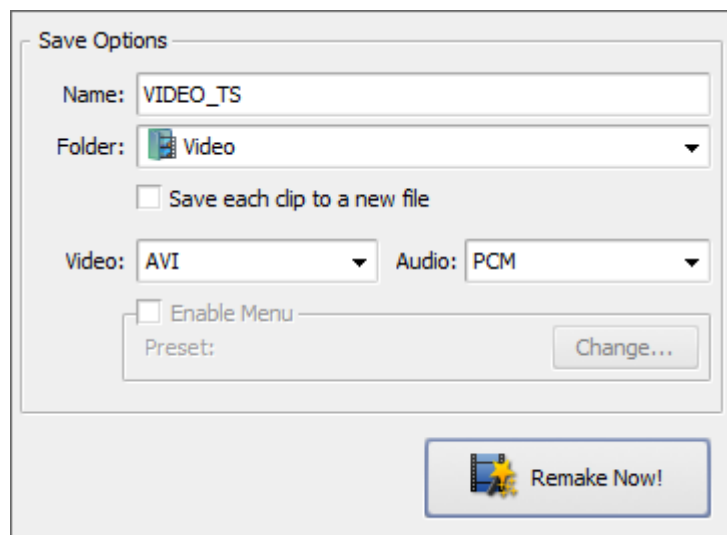 Save Options
Name: VIDEO_TS
Folder: Video
Save each clip to a new file
Video: AVI Audio: PCM
Enable Menu
Preset: Change...
Remake Now!